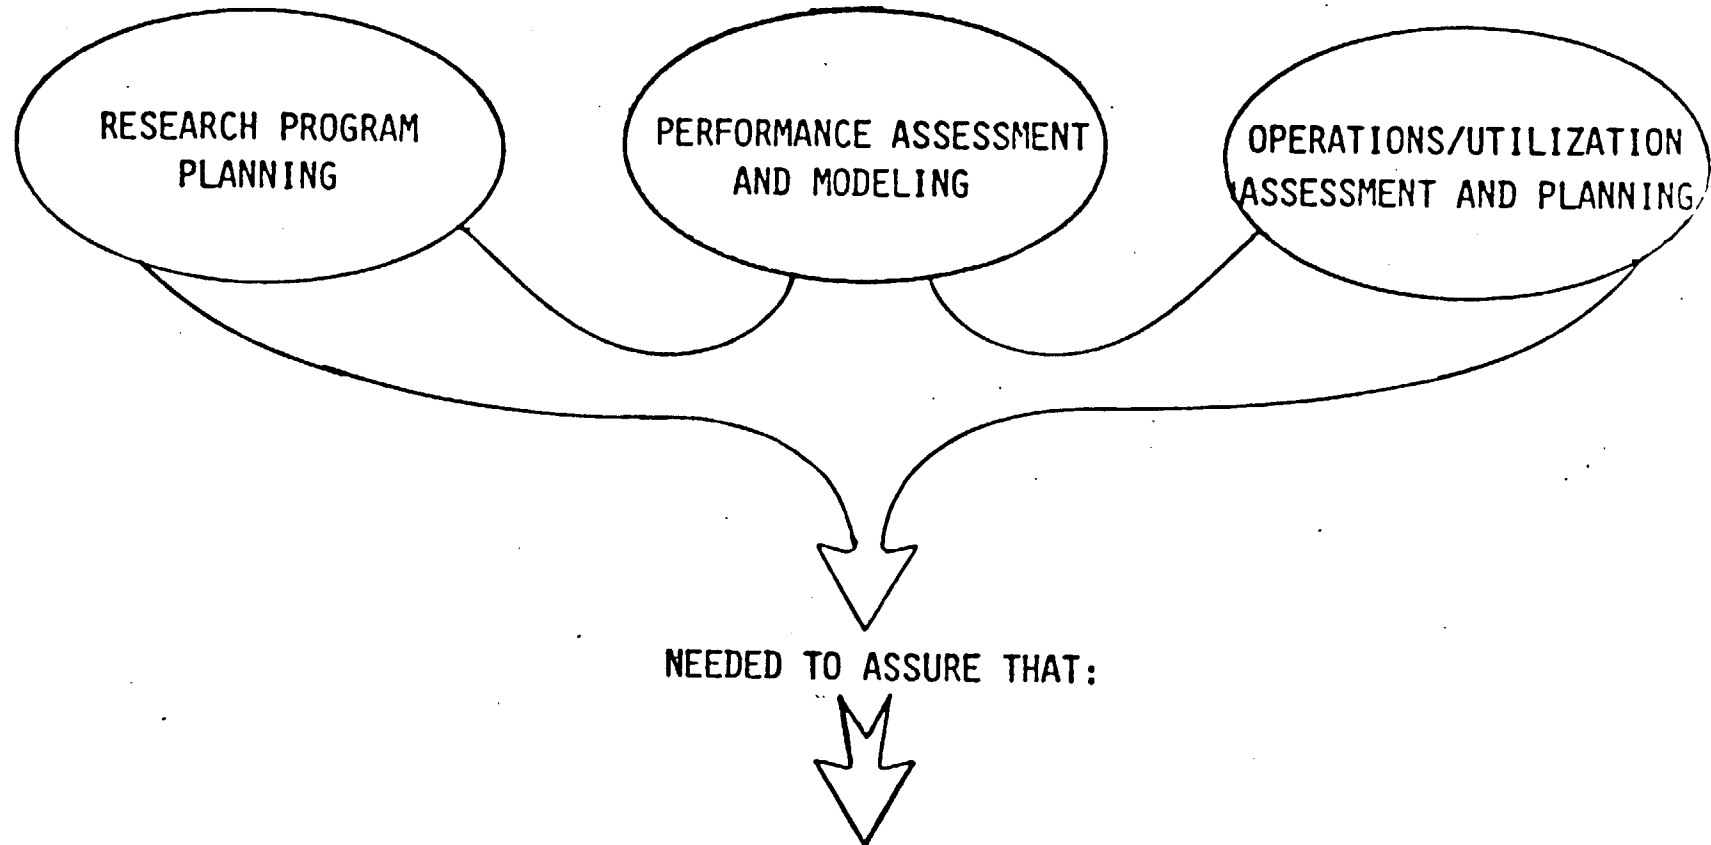 RESEARCH PROGRAM
PLANNING
PERFORMANCE ASSESSMENT
AND MODELING
OPERATIONS/UTILIZATION
ASSESSMENT AND PLANNING
NEEDED TO ASSURE THAT: